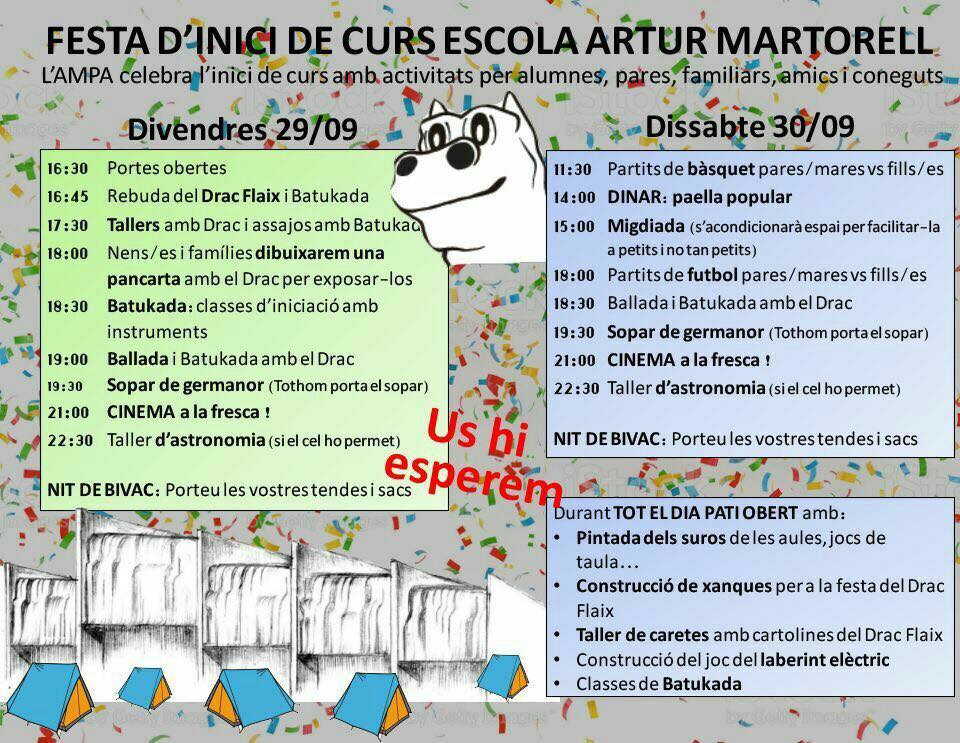 FESTA D'INICI DE CURS ESCOLA ARTUR MARTORELL
L'AMPA celebra l'inici de curs amb activitats per alumnes, pares, familiars, amics i coneguts
Divendres 29/09
16:30 Portes obertes
16:45 Rebuda del Drac Flaix i Batukada
17:30 Tallers amb Drac i assajos amb Batukad
18:00 Nens/es i famílies dibuixarem una
pancarta amb el Drac per exposar-los
18:30 Batukada: classes d'iniciació amb
instruments
19:00 Ballada i Batukada amb el Drac
19:30 Sopar de germanor (Tothom porta el sopar)
21:00 CINEMA a la fresca !
22:30 Taller d'astronomia (si el cel ho permet)
NIT DE BIVAC: Porteu les vostres tendes i sacs
Dissabte 30/09
11:30 Partits de bàsquet pares/mares vs fills/es
14:00 DINAR: paella popular
15:00 Migdiada (s'acondicionarà espai per facilitar-la
a petits i no tan petits)
18:00 Partits de futbol pares/mares vs fills/es
18:30 Ballada i Batukada amb el Drac
19:30 Sopar de germanor (Tothom porta el sopar)
21:00 CINEMA a la fresca !
22:30 Taller d'astronomia (si el cel ho permet)
NIT DE BIVAC: Porteu les vostres tendes i sacs
Us hi
esperem
Durant TOT EL DIA PATI OBERT amb:
• Pintada dels suros de les aules, jocs de
taula...
• Construcció de xanques per a la festa del Drac
Flaix
• Taller de caretes amb cartolines del Drac Flaix
• Construcció del joc del laberint elèctric
• Classes de Batukada